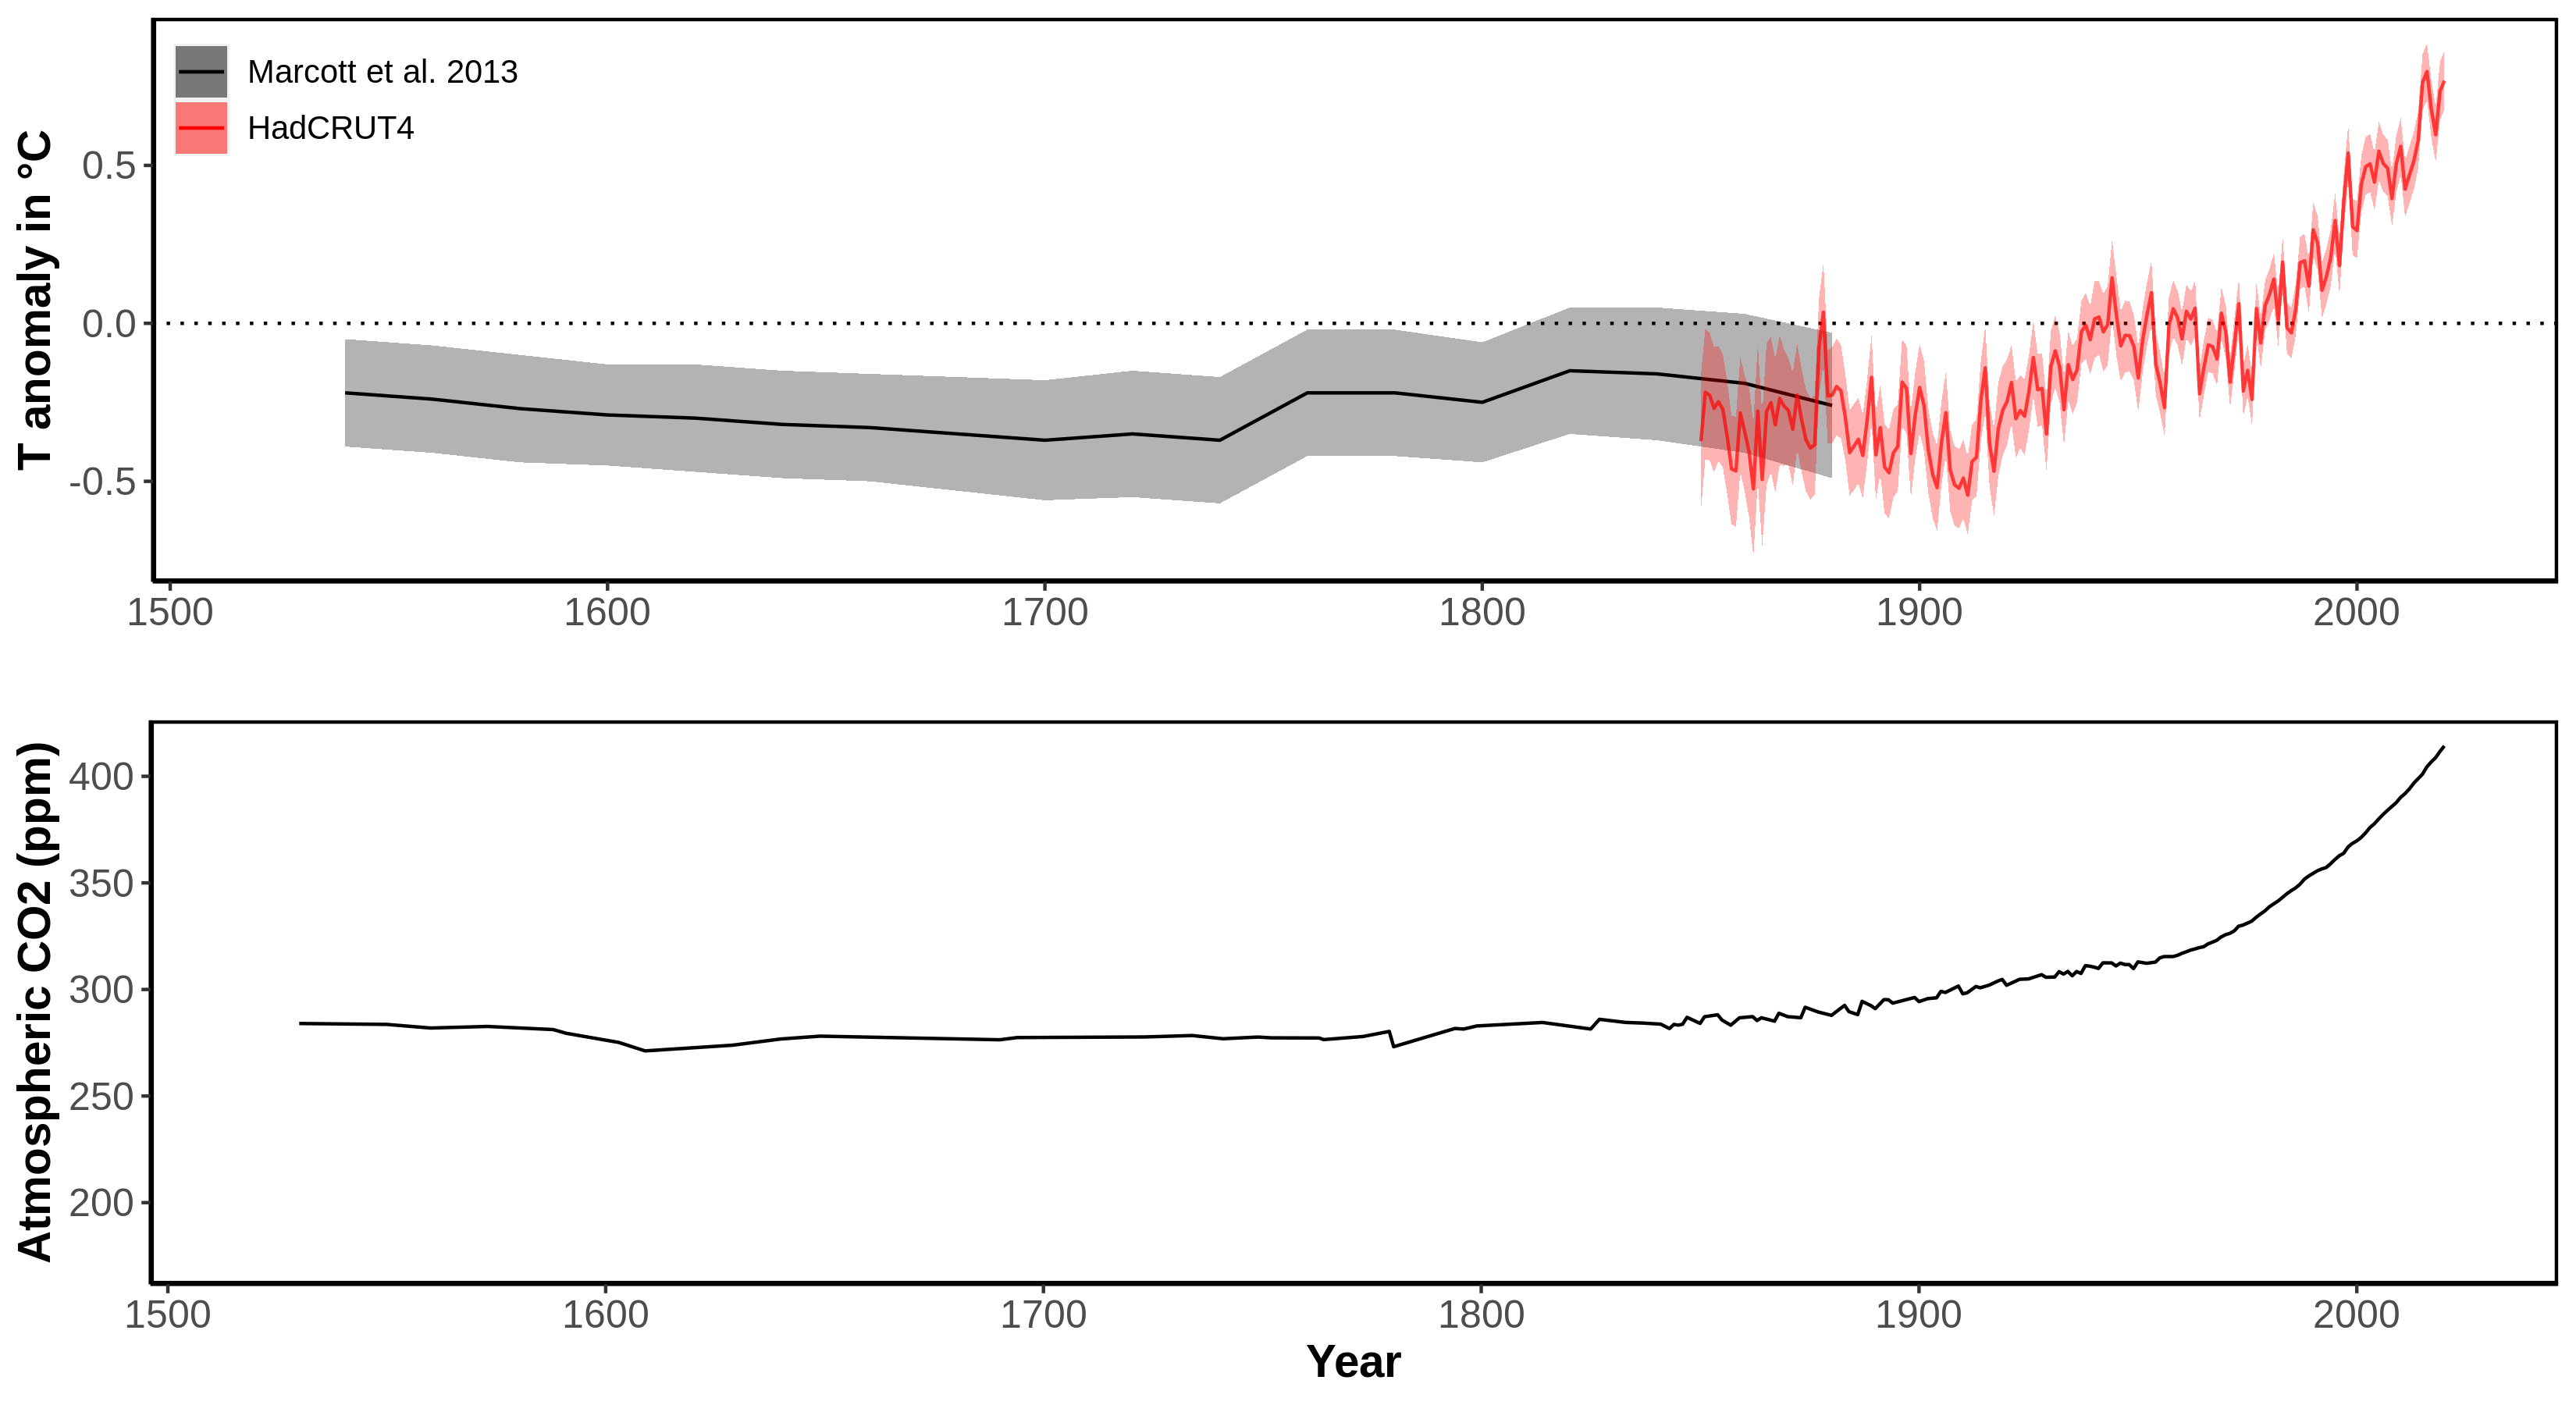 T anomaly in °C
Marcott et al. 2013
HadCRUT4
0.5
0.0
-0.5
1500 1600 1700 1800 1900 2000
Atmospheric CO2 (ppm)
400
350
300
250
200
1500 1600 1700 1800 1900 2000
Year